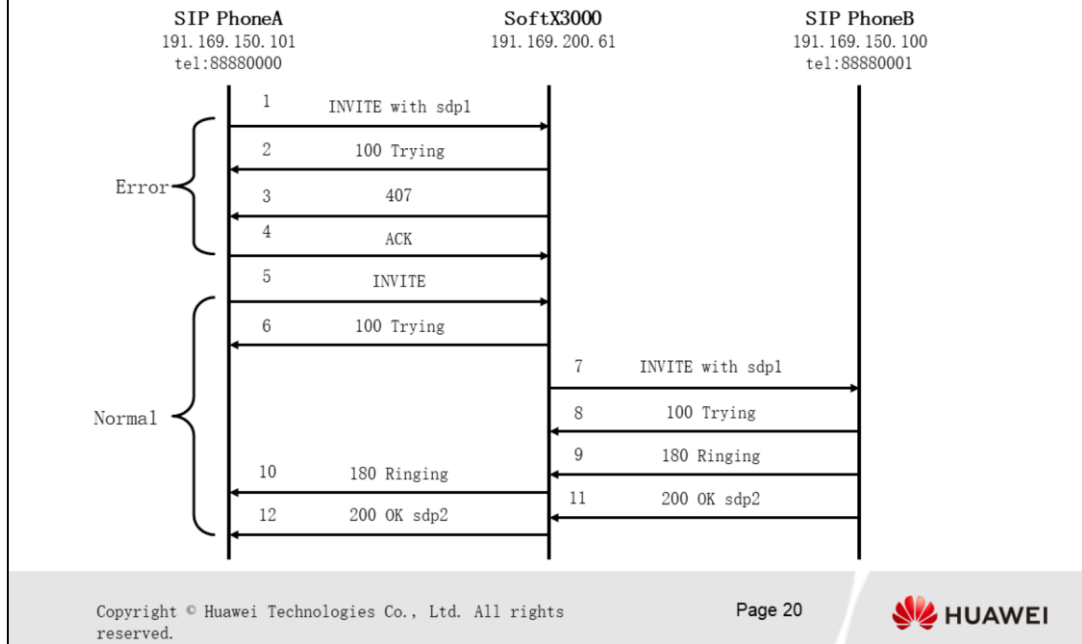 SIP PhoneA SoftX3000 SIP PhoneB
191.169.150.101 191.169.200.61 191.169.150.100
tel:88880000 tel:88880001
1 INVITE with sdp1
2 100 Trying
Error
3 407
4 ACK
5 INVITE
6 100 Trying
7 INVITE with sdp1
Normal
8 100 Trying
9 180 Ringing
10 180 Ringing
11 200 OK sdp2
12 200 OK sdp2
Copyright © Huawei Technologies Co., Ltd. All rights
reserved.
Page 20
HUAWEI